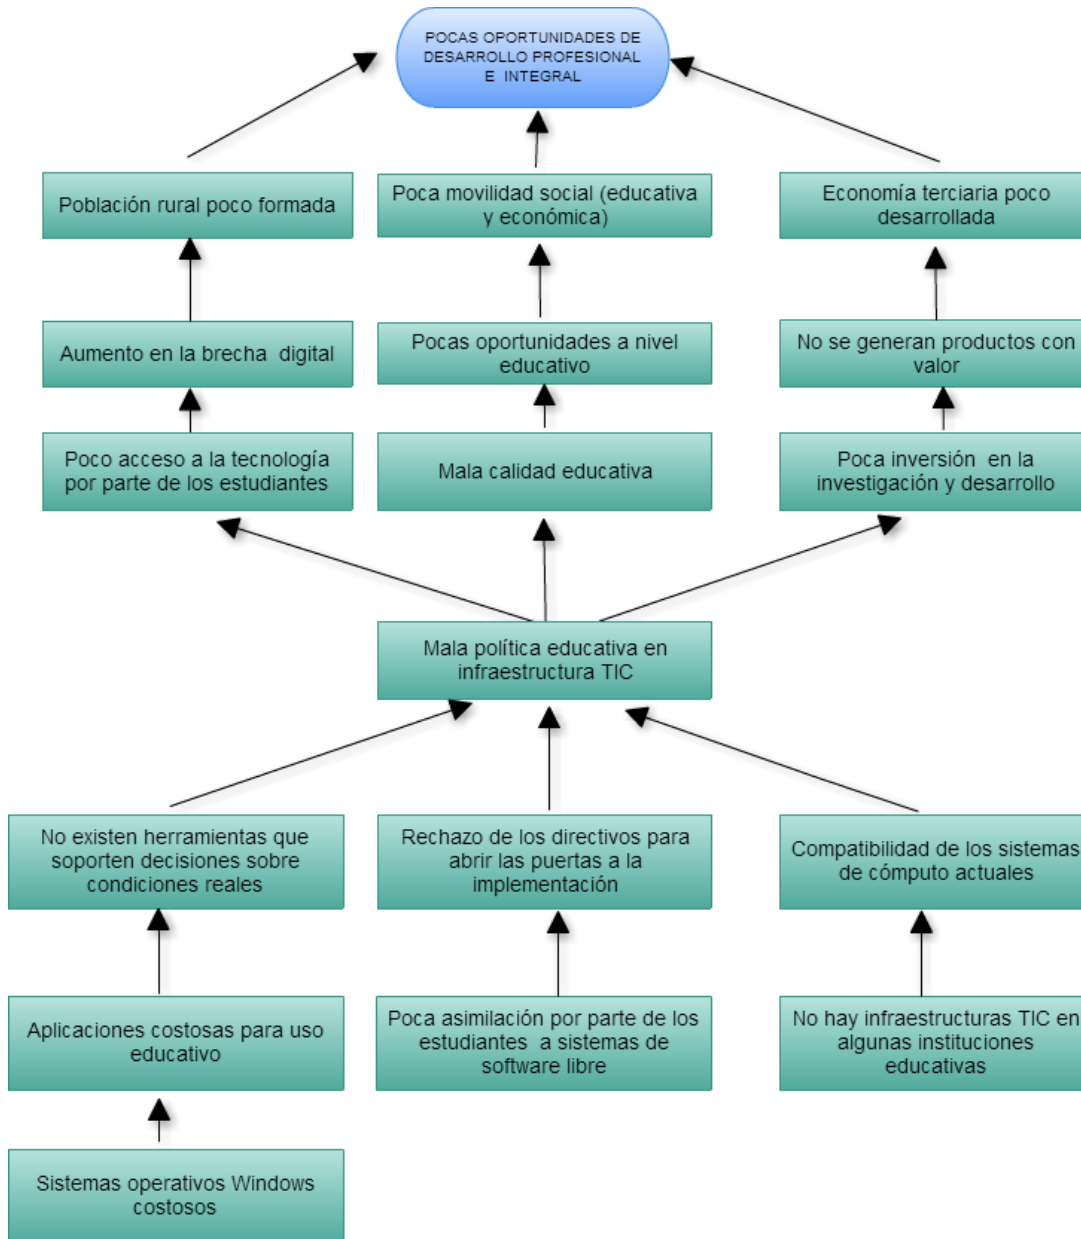 POCAS OPORTUNIDADES DE
DESARROLLO PROFESIONAL
E INTEGRAL
Población rural poco formada
Poca movilidad social (educativa
y económica)
Economía terciaria poco
desarrollada
Aumento en la brecha digital
Pocas oportunidades a nivel
educativo
No se generan productos con
valor
Poco acceso a la tecnología
por parte de los estudiantes
Mala calidad educativa
Poca inversión en la
investigación y desarrollo
Mala política educativa en
infraestructura TIC
No existen herramientas que
soporten decisiones sobre
condiciones reales
Rechazo de los directivos para
abrir las puertas a la
implementación
Compatibilidad de los sistemas
de cómputo actuales
Aplicaciones costosas para uso
educativo
Poca asimilación por parte de los
estudiantes a sistemas de
software libre
No hay infraestructuras TIC en
algunas instituciones
educativas
Sistemas operativos Windows
costosos